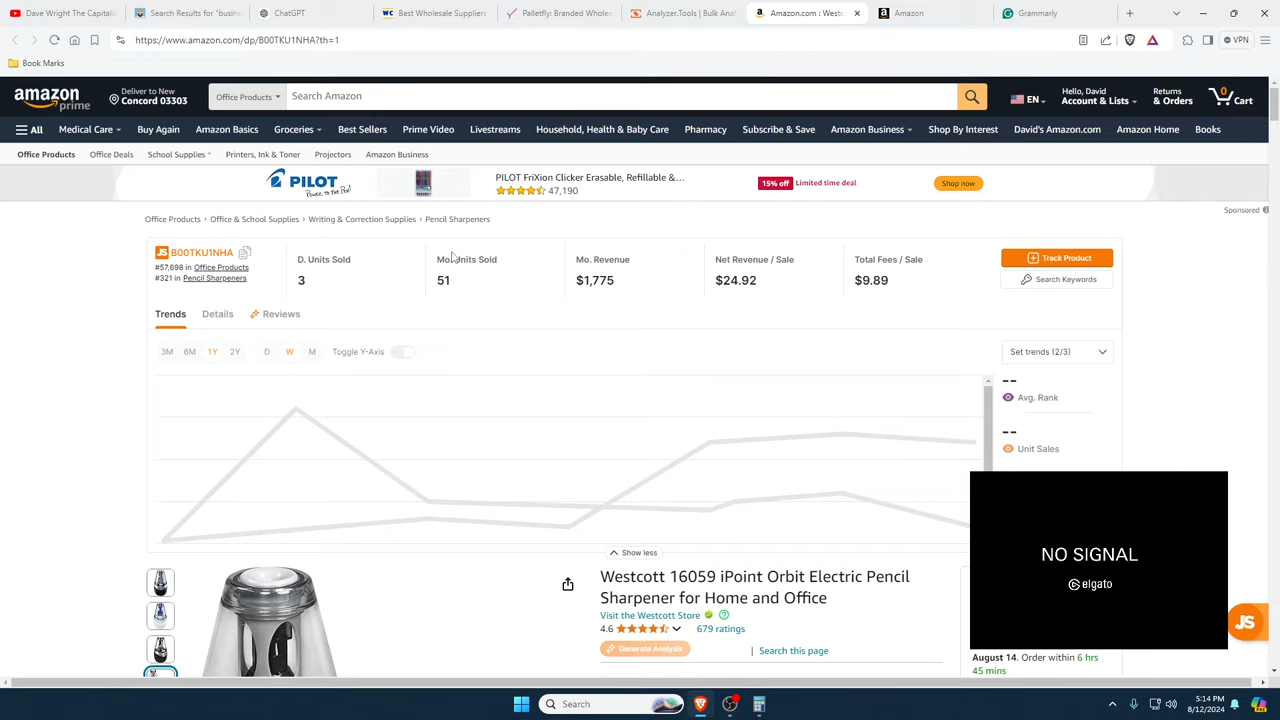 Dave Wright The Capitali
Search Results for "busine
ChatGPT
Best Wholesale Suppliers
Palletfly: Branded Whole
Analyzer.Tools | Bulk Anal
Amazon.com : Westc
Amazon
Grammarly
https://www.amazon.com/dp/B00TKU1NHA?th=1
VPN
Book Marks
amazon prime
Deliver to New
Concord 03303
Office Products
Search Amazon
EN
Hello, David
Account & Lists
Returns
& Orders
0
Cart
All
Medical Care
Buy Again
Amazon Basics
Groceries
Best Sellers
Prime Video
Livestreams
Household, Health & Baby Care
Pharmacy
Subscribe & Save
Amazon Business
Shop By Interest
David's Amazon.com
Amazon Home
Books
Office Products
Office Deals
School Supplies
Printers, Ink & Toner
Projectors
Amazon Business
PILOT
Power to the Pen
PILOT FriXion Clicker Erasable, Refillable &...
47,190
15% off Limited time deal
Shop now
Sponsored
Office Products › Office & School Supplies › Writing & Correction Supplies › Pencil Sharpeners
JS B00TKU1NHA
#57,698 in Office Products
#321 in Pencil Sharpeners
D. Units Sold
3
Mo. Units Sold
51
Mo. Revenue
$1,775
Net Revenue / Sale
$24.92
Total Fees / Sale
$9.89
Track Product
Search Keywords
Trends
Details
Reviews
3M
6M
1Y
2Y
D
W
M
Toggle Y-Axis
Set trends (2/3)
--
Avg. Rank
--
Unit Sales
Show less
Westcott 16059 iPoint Orbit Electric Pencil
Sharpener for Home and Office
Visit the Westcott Store
4.6
679 ratings
Generate Analysis
| Search this page
NO SIGNAL
elgato
JS
August 14. Order within 6 hrs
45 mins
Search
5:14 PM
8/12/2024